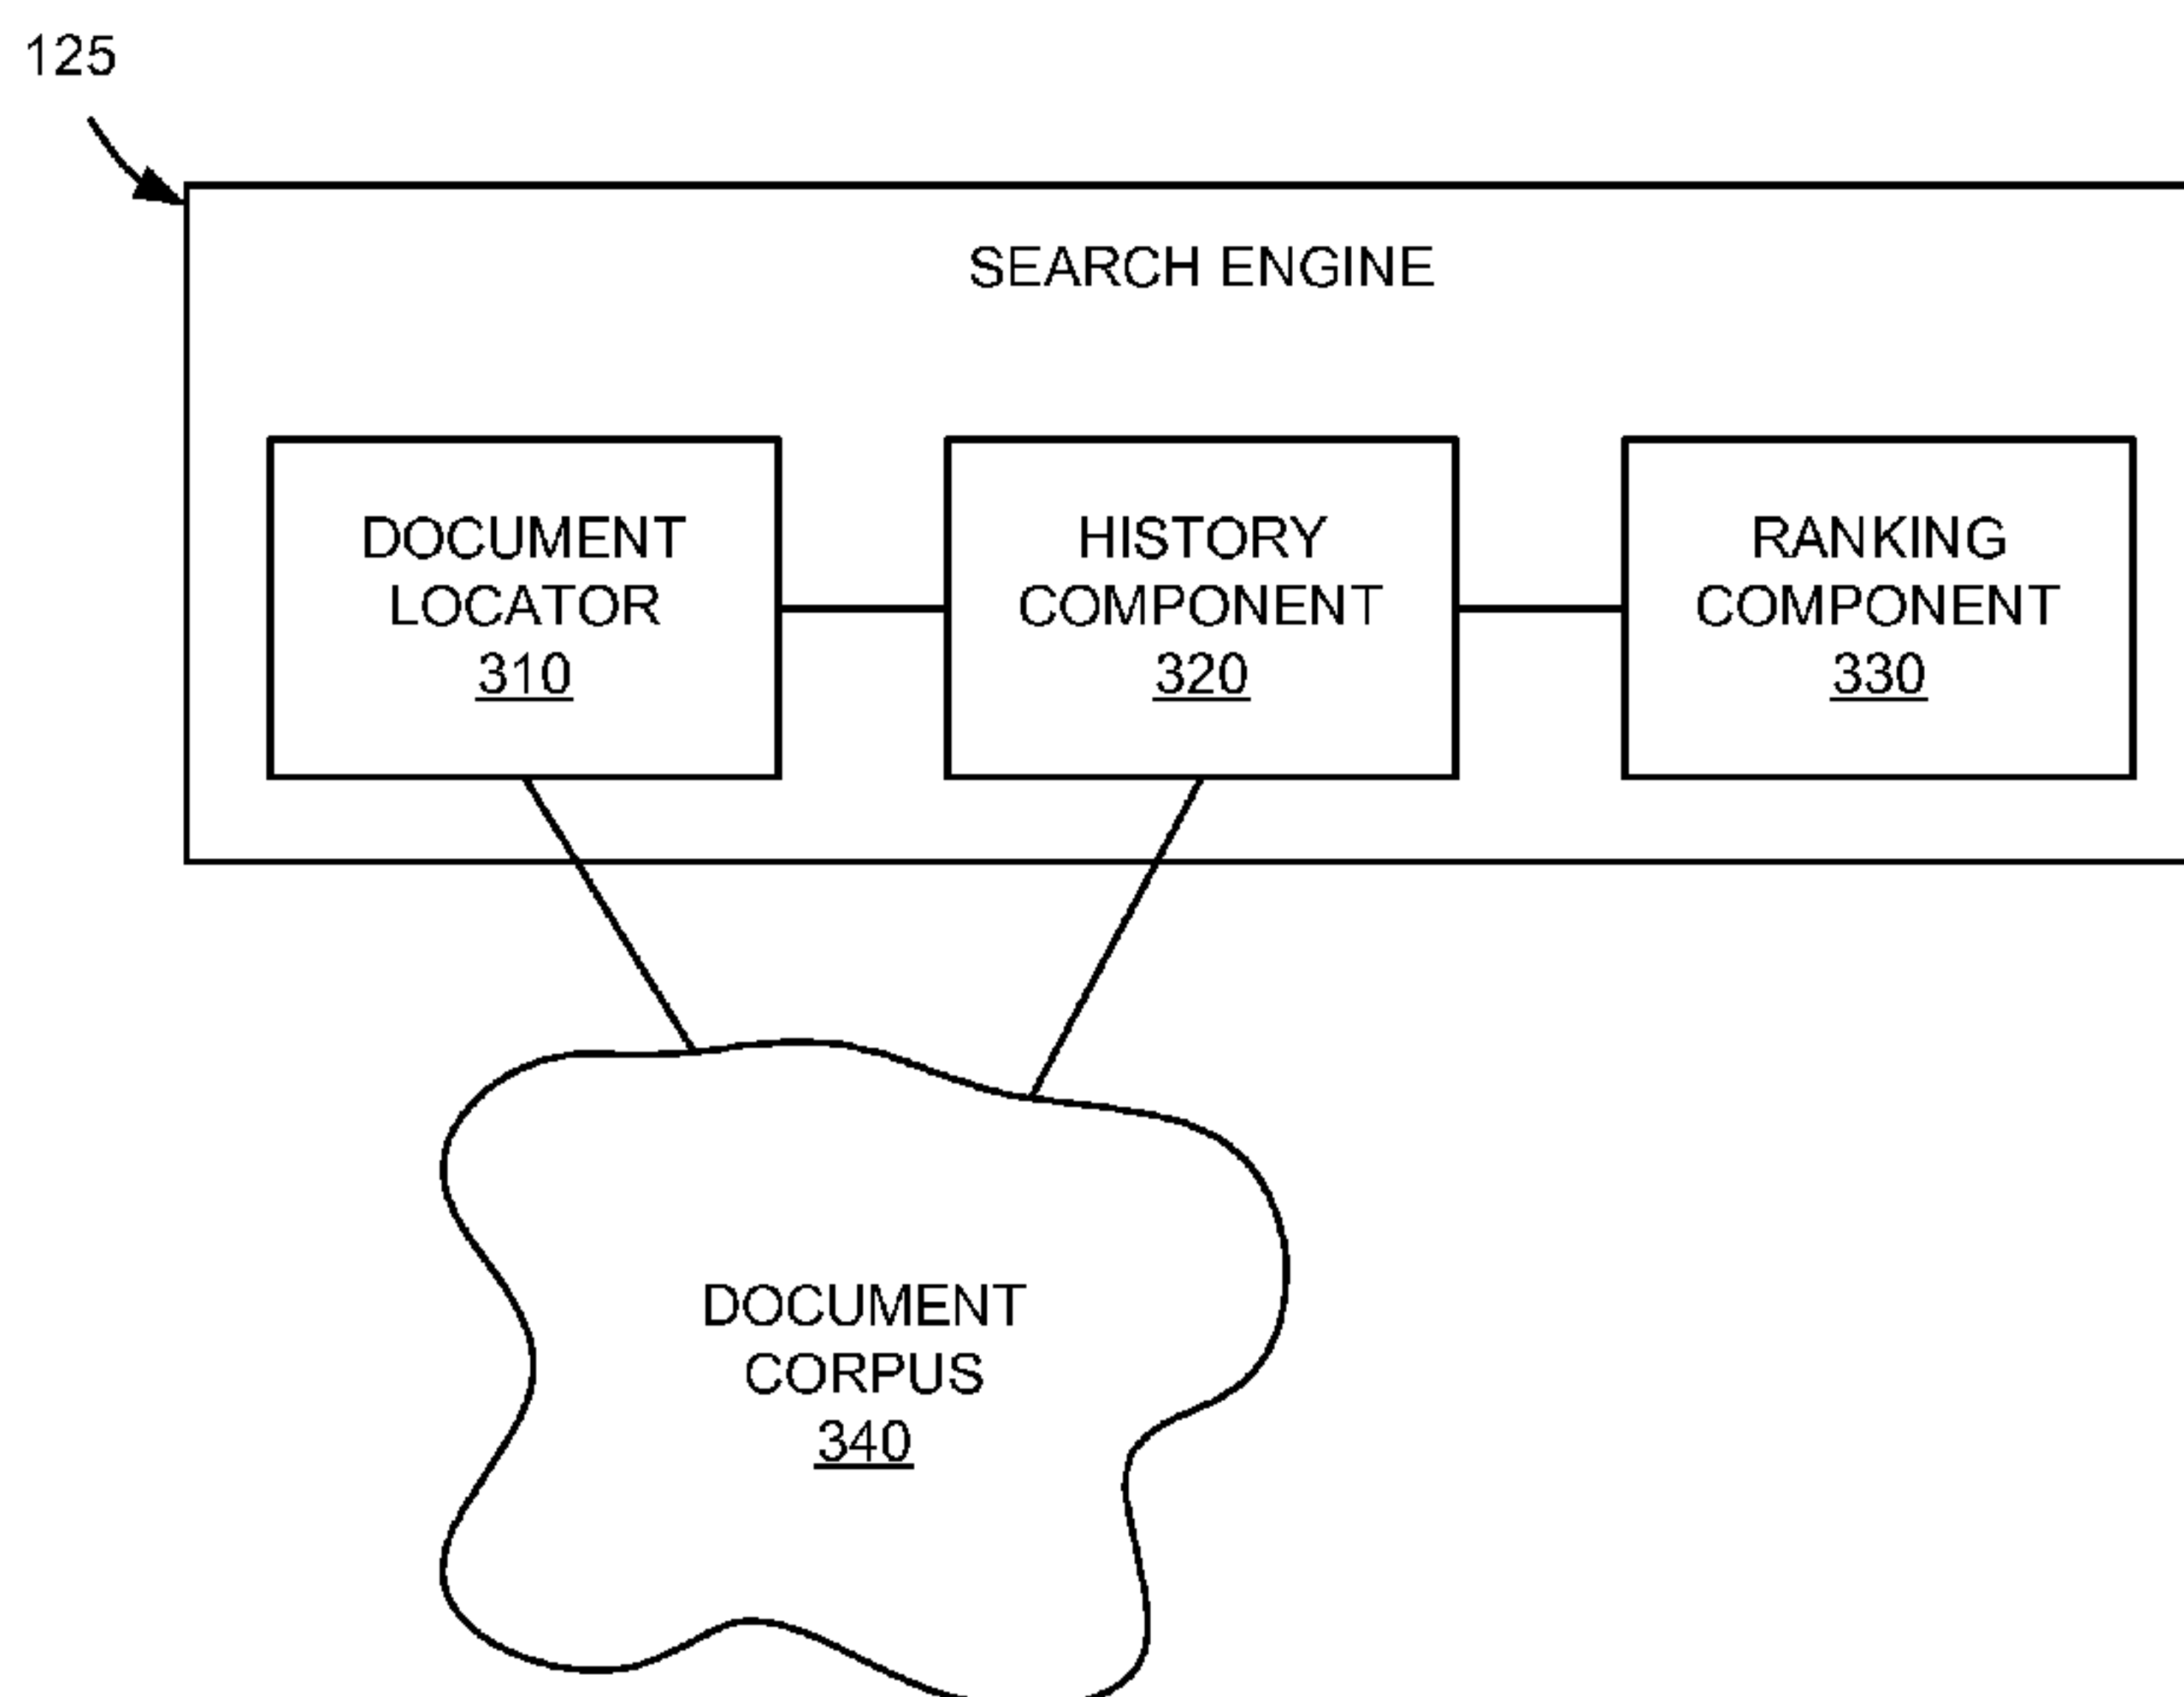 125
SEARCH ENGINE
DOCUMENT
LOCATOR
310
HISTORY
COMPONENT
320
RANKING
COMPONENT
330
DOCUMENT
CORPUS
340